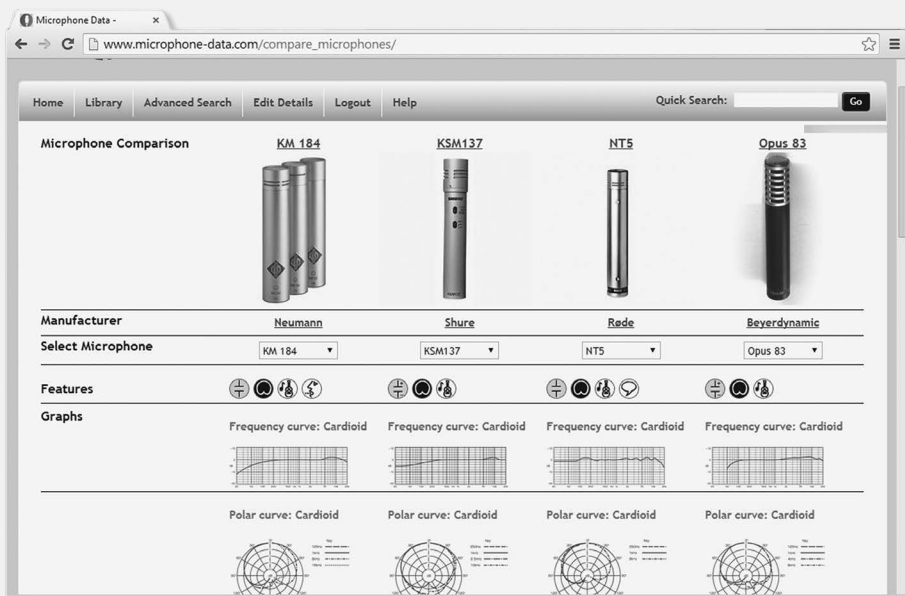 Microphone Data -
www.microphone-data.com/compare_microphones/
Home Library Advanced Search Edit Details Logout Help Quick Search: Go
Microphone Comparison KM 184 KSM137 NT5 Opus 83
Manufacturer Neumann Shure Røde Beyerdynamic
Select Microphone KM 184 KSM137 NT5 Opus 83
Features
Graphs
Frequency curve: Cardioid Frequency curve: Cardioid Frequency curve: Cardioid Frequency curve: Cardioid
Polar curve: Cardioid Polar curve: Cardioid Polar curve: Cardioid Polar curve: Cardioid